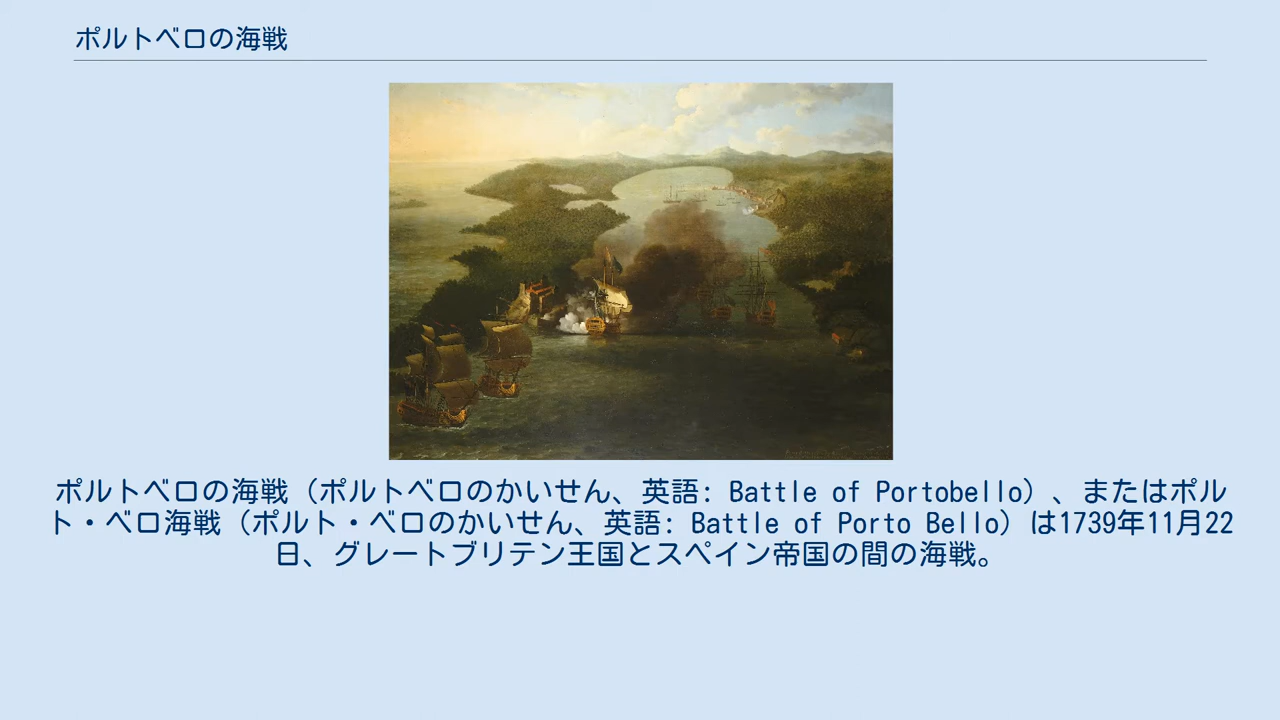 ポルトベロの海戦
ポルトベロの海戦（ポルトベロのかいせん、英語: Battle of Portobello）、またはポル
ト・ベロ海戦（ポルト・ベロのかいせん、英語: Battle of Porto Bello）は1739年11月22
日、グレートブリテン王国とスペイン帝国の間の海戦。